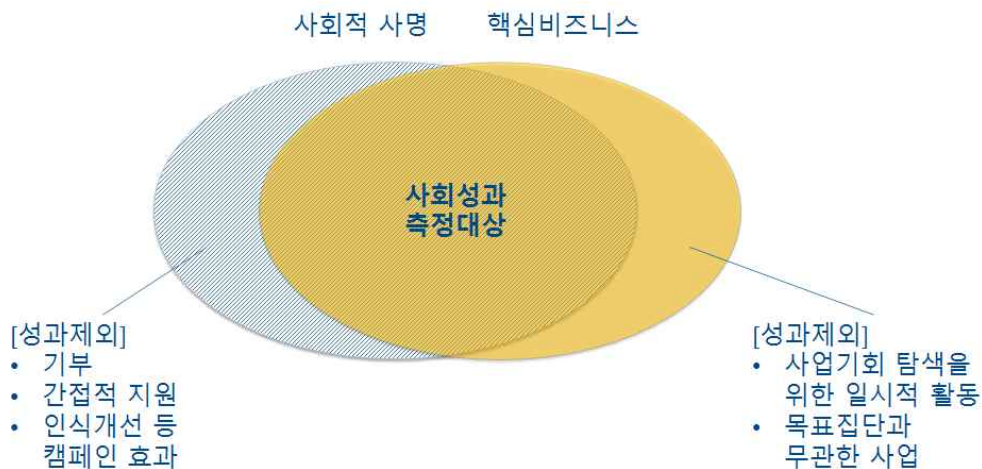 사회적 사명
핵심비즈니스
사회성과
측정대상
[성과제외]
• 기부
• 간접적 지원
• 인식개선 등
캠페인 효과
[성과제외]
• 사업기회 탐색을
위한 일시적 활동
• 목표집단과
무관한 사업